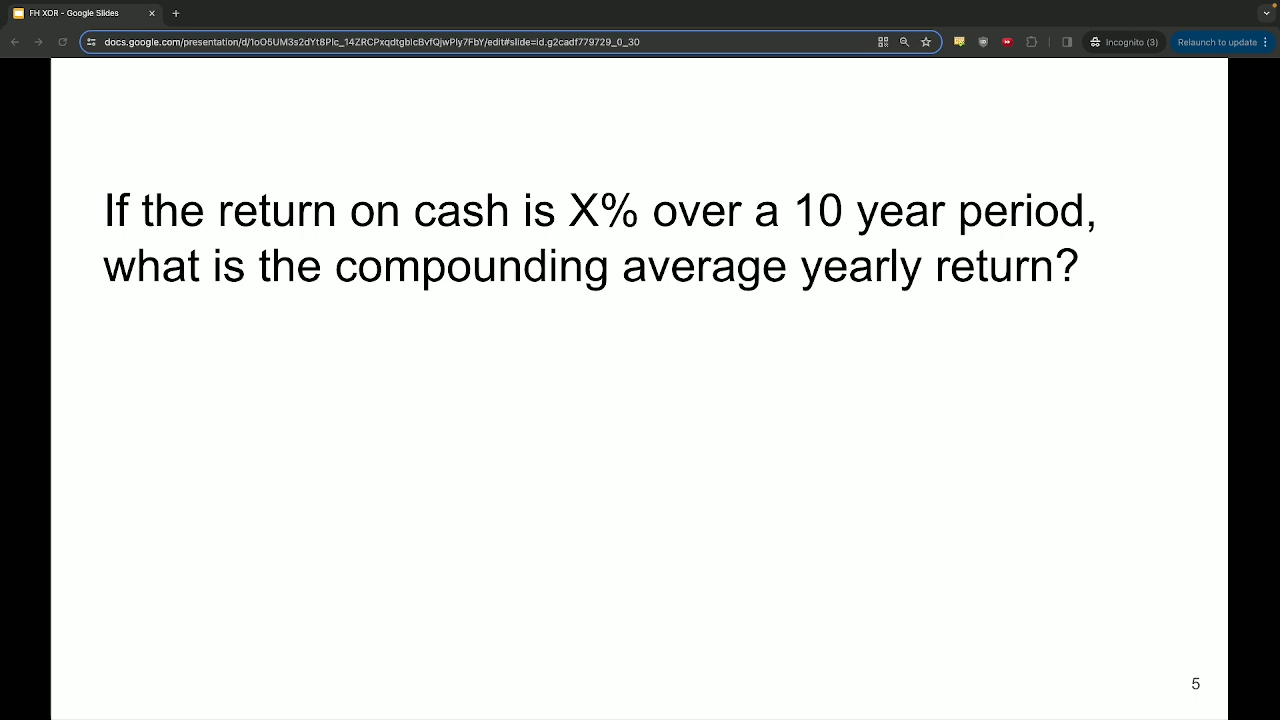 FH XOR - Google Slides
docs.google.com/presentation/d/1oO5UM3s2dYt8Plc_14ZRCPxqdtgblcBvfQjwPly7FbY/edit#slide=id.g2cadf779729_0_30
Incognito (3)
Relaunch to update
If the return on cash is X% over a 10 year period,
what is the compounding average yearly return?
5